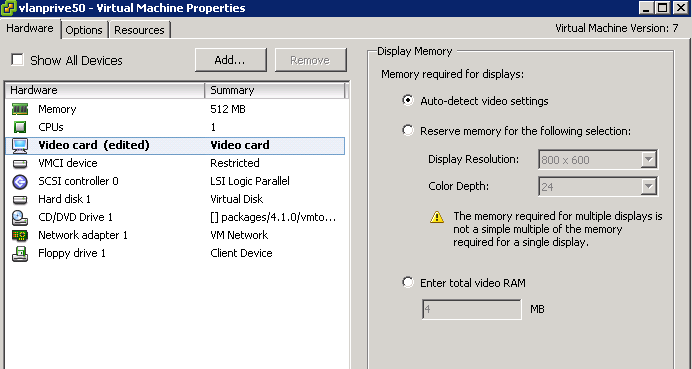 vlanprive50 - Virtual Machine Properties
Hardware Options Resources Virtual Machine Version: 7
Show All Devices Add... Remove
Hardware Summary
Memory 512 MB
CPUs 1
Video card (edited) Video card
VMCI device Restricted
SCSI controller 0 LSI Logic Parallel
Hard disk 1 Virtual Disk
CD/DVD Drive 1 [] packages/4.1.0/vmto...
Network adapter 1 VM Network
Floppy drive 1 Client Device
Display Memory
Memory required for displays:
Auto-detect video settings
Reserve memory for the following selection:
Display Resolution: 800 x 600
Color Depth: 24
The memory required for multiple displays is
not a simple multiple of the memory
required for a single display.
Enter total video RAM
4 MB